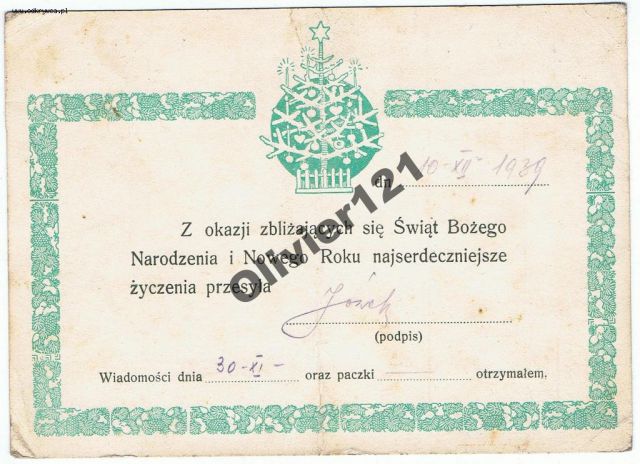 www.odkrywca.pl
dn 10-XII-1939
Z okazji zbliżających się Świąt Bożego
Narodzenia i Nowego Roku najserdeczniejsze
życzenia przesyła Józek
(podpis)
Wiadomości dnia 30-XI- oraz paczki — otrzymałem.
Olivier121